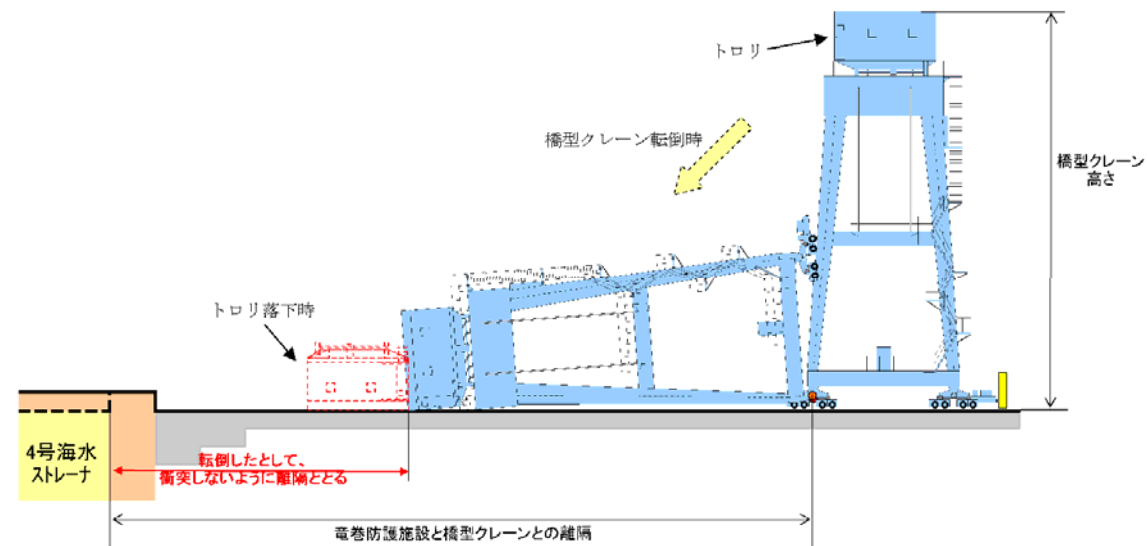 トロリ
橋型クレーン転倒時
橋型クレーン
高さ
トロリ落下時
4号海水
ストレーナ
転倒したとして、
衝突しないように離隔ととる
竜巻防護施設と橋型クレーンとの離隔